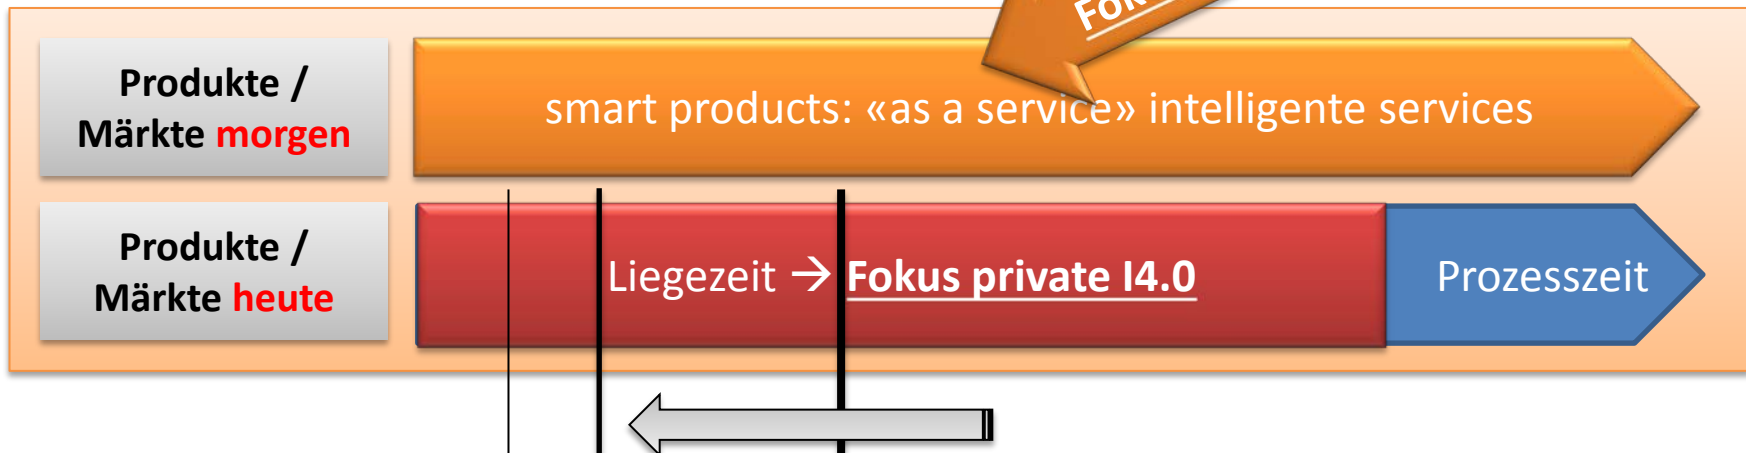 Produkte /
Märkte morgen
smart products: «as a service» intelligente services
Produkte /
Märkte heute
Liegezeit → Fokus private I4.0
Prozesszeit